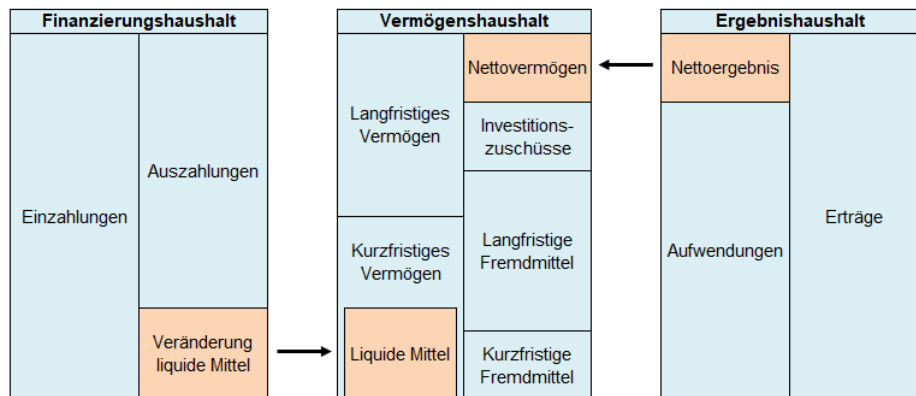 Finanzierungshaushalt
Einzahlungen
Auszahlungen
Veränderung
liquide Mittel
Vermögenshaushalt
Langfristiges
Vermögen
Kurzfristiges
Vermögen
Liquide Mittel
Nettovermögen
Investitions-
zuschüsse
Langfristige
Fremdmittel
Kurzfristige
Fremdmittel
Ergebnishaushalt
Nettoergebnis
Aufwendungen
Erträge